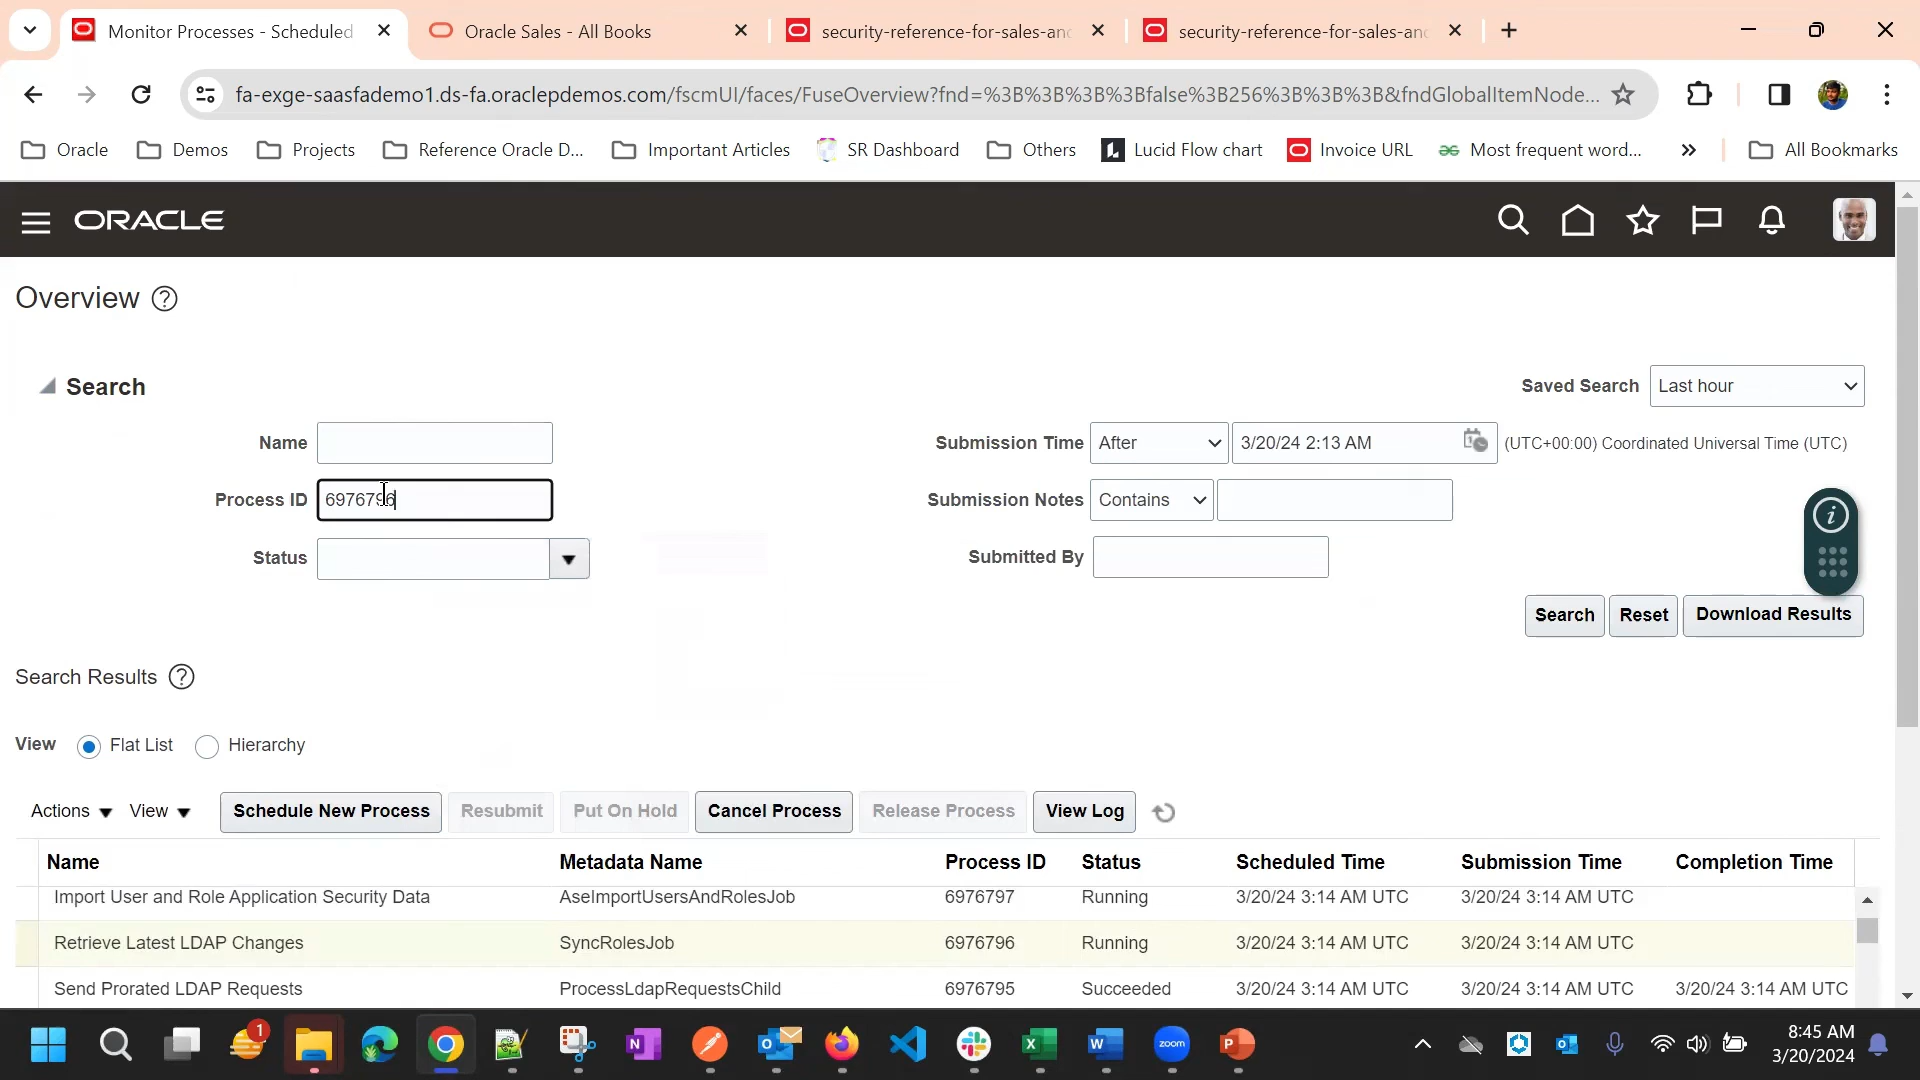 Monitor Processes - Scheduled
Oracle Sales - All Books
security-reference-for-sales-and
security-reference-for-sales-and
fa-exge-saasfademo1.ds-fa.oraclepdemos.com/fscmUI/faces/FuseOverview?fnd=%3B%3B%3B%3Bfalse%3B256%3B%3B%3B&fndGlobalItemNode...
Oracle
Demos
Projects
Reference Oracle D...
Important Articles
SR Dashboard
Others
Lucid Flow chart
Invoice URL
Most frequent word...
All Bookmarks
ORACLE
Overview
Search
Saved Search Last hour
Name
Submission Time After 3/20/24 2:13 AM (UTC+00:00) Coordinated Universal Time (UTC)
Process ID 6976796
Submission Notes Contains
Status
Submitted By
Search Reset Download Results
Search Results
View Flat List Hierarchy
Actions View Schedule New Process Resubmit Put On Hold Cancel Process Release Process View Log
Name Metadata Name Process ID Status Scheduled Time Submission Time Completion Time
Import User and Role Application Security Data AseImportUsersAndRolesJob 6976797 Running 3/20/24 3:14 AM UTC 3/20/24 3:14 AM UTC
Retrieve Latest LDAP Changes SyncRolesJob 6976796 Running 3/20/24 3:14 AM UTC 3/20/24 3:14 AM UTC
Send Prorated LDAP Requests ProcessLdapRequestsChild 6976795 Succeeded 3/20/24 3:14 AM UTC 3/20/24 3:14 AM UTC 3/20/24 3:14 AM UTC
1
zoom
8:45 AM
3/20/2024